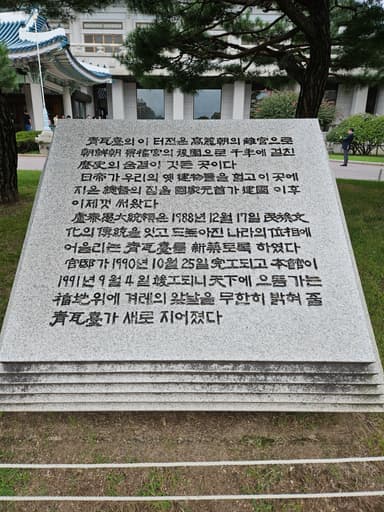 靑瓦臺의 이 터전은 高麗朝의 離宮으로
朝鮮朝 景福宮의 後園으로 千年에 걸친
歷史의 숨결이 깃든 곳이다
日帝가 우리의 옛 建物들을 헐고 이 곳에
지은 總督의 집을 國家元首가 建國 이후
이제껏 써왔다
盧泰愚大統領은 1988년 12월 17일 民族文
化의 傳統을 잇고 드높아진 나라의 位相에
어울리는 靑瓦臺를 新築토록 하였다
官邸가 1990년 10월 25일 完工되고 本館이
1991년 9월 4일 竣工되니 天下에 으뜸가는
福地위에 겨레의 앞날을 무한히 밝혀 줄
靑瓦臺가 새로 지어졌다